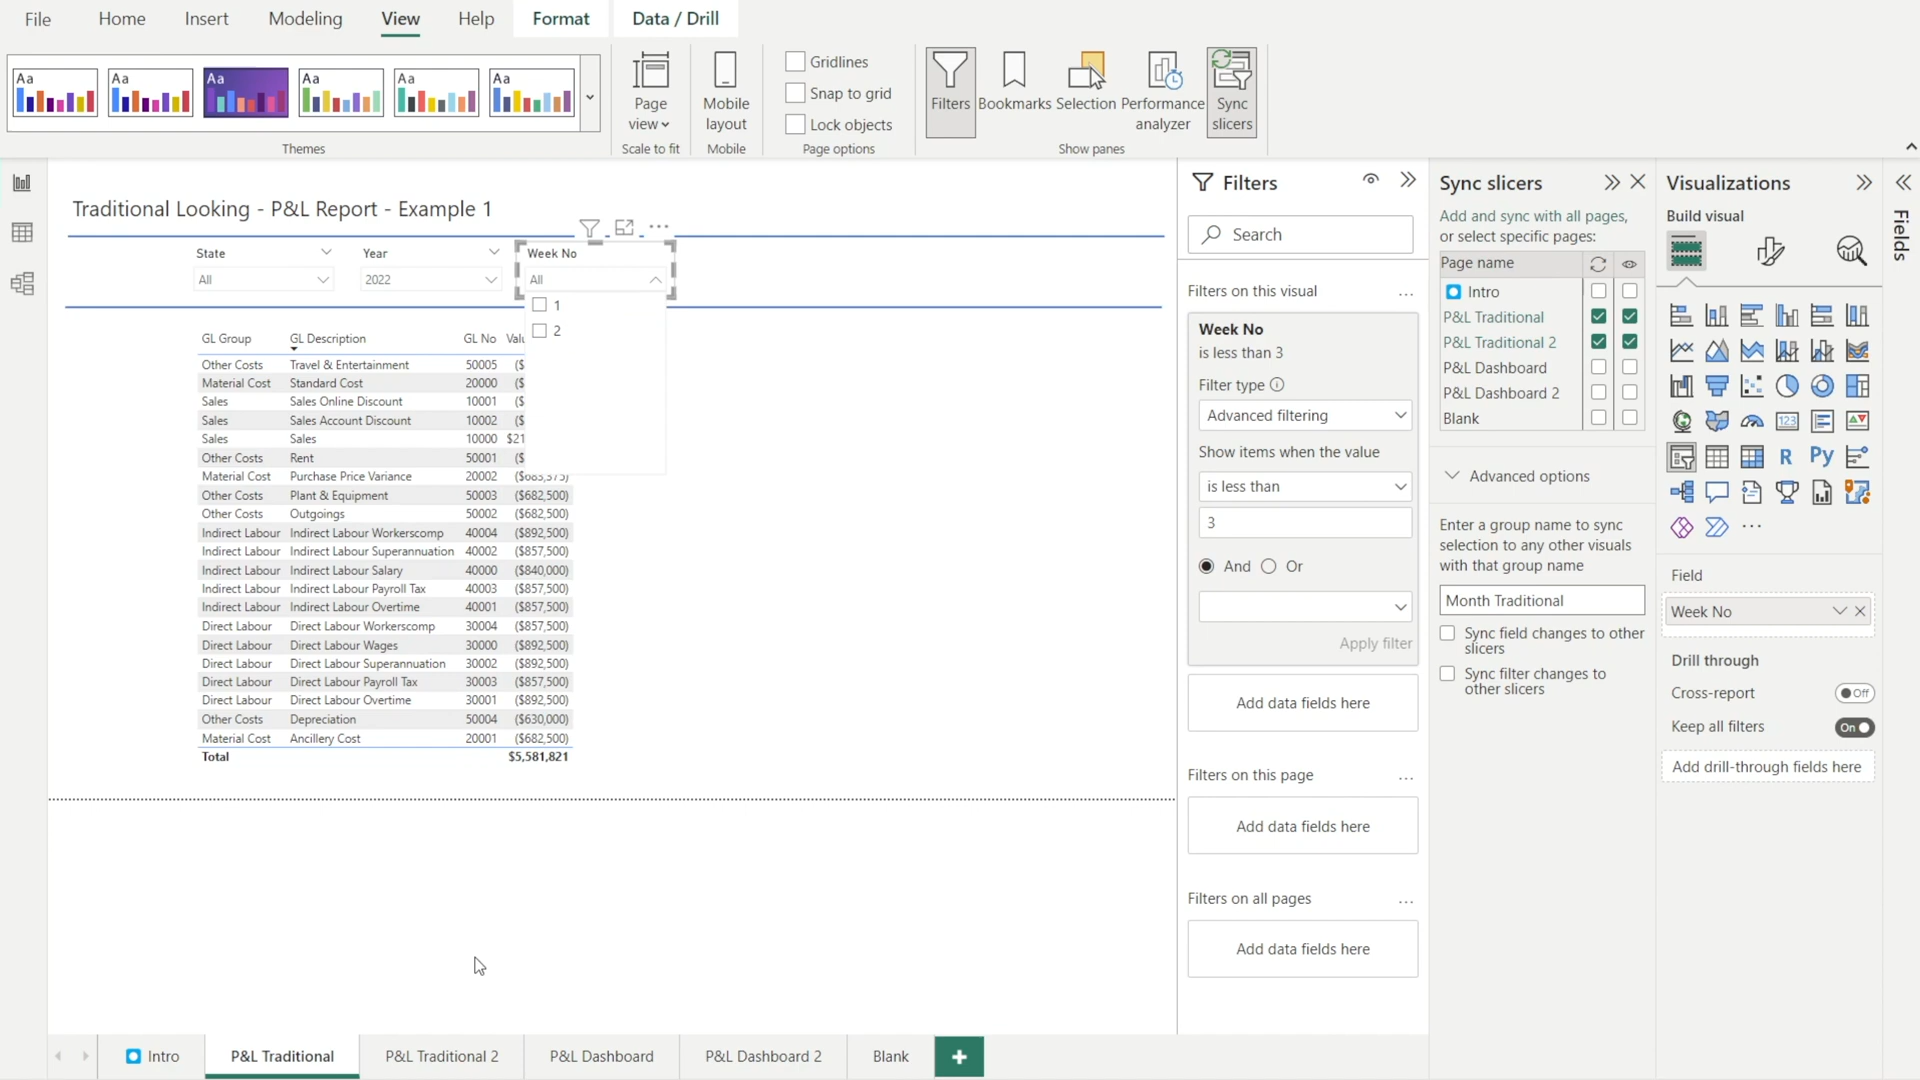 File
Home
Insert
Modeling
View
Help
Format
Data / Drill
Aa
Aa
Aa
Aa
Aa
Aa
Themes
Page
view
Scale to fit
Mobile
layout
Mobile
Gridlines
Snap to grid
Lock objects
Page options
Filters
Bookmarks
Selection
Performance
analyzer
Sync
slicers
Show panes
Traditional Looking - P&L Report - Example 1
State
All
Year
2022
Week No
All
1
2
GL Group GL Description GL No Valu
Other Costs Travel & Entertainment 50005 ($
Material Cost Standard Cost 20000 ($
Sales Sales Online Discount 10001 ($
Sales Sales Account Discount 10002 ($
Sales Sales 10000 $21
Other Costs Rent 50001 ($
Material Cost Purchase Price Variance 20002 ($683,375)
Other Costs Plant & Equipment 50003 ($682,500)
Other Costs Outgoings 50002 ($682,500)
Indirect Labour Indirect Labour Workerscomp 40004 ($892,500)
Indirect Labour Indirect Labour Superannuation 40002 ($857,500)
Indirect Labour Indirect Labour Salary 40000 ($840,000)
Indirect Labour Indirect Labour Payroll Tax 40003 ($857,500)
Indirect Labour Indirect Labour Overtime 40001 ($857,500)
Direct Labour Direct Labour Workerscomp 30004 ($857,500)
Direct Labour Direct Labour Wages 30000 ($892,500)
Direct Labour Direct Labour Superannuation 30002 ($892,500)
Direct Labour Direct Labour Payroll Tax 30003 ($857,500)
Direct Labour Direct Labour Overtime 30001 ($892,500)
Other Costs Depreciation 50004 ($630,000)
Material Cost Ancillery Cost 20001 ($682,500)
Total $5,581,821
Filters
Search
Filters on this visual ...
Week No
is less than 3
Filter type
Advanced filtering
Show items when the value
is less than
3
And Or
Apply filter
Add data fields here
Filters on this page ...
Add data fields here
Filters on all pages ...
Add data fields here
Sync slicers
Add and sync with all pages,
or select specific pages:
Page name
Intro
P&L Traditional
P&L Traditional 2
P&L Dashboard
P&L Dashboard 2
Blank
Advanced options
Enter a group name to sync
selection to any other visuals
with that group name
Month Traditional
Sync field changes to other
slicers
Sync filter changes to
other slicers
Visualizations
Build visual
123
R
Py
...
Field
Week No
Drill through
Cross-report Off
Keep all filters On
Add drill-through fields here
Fields
Intro
P&L Traditional
P&L Traditional 2
P&L Dashboard
P&L Dashboard 2
Blank
+